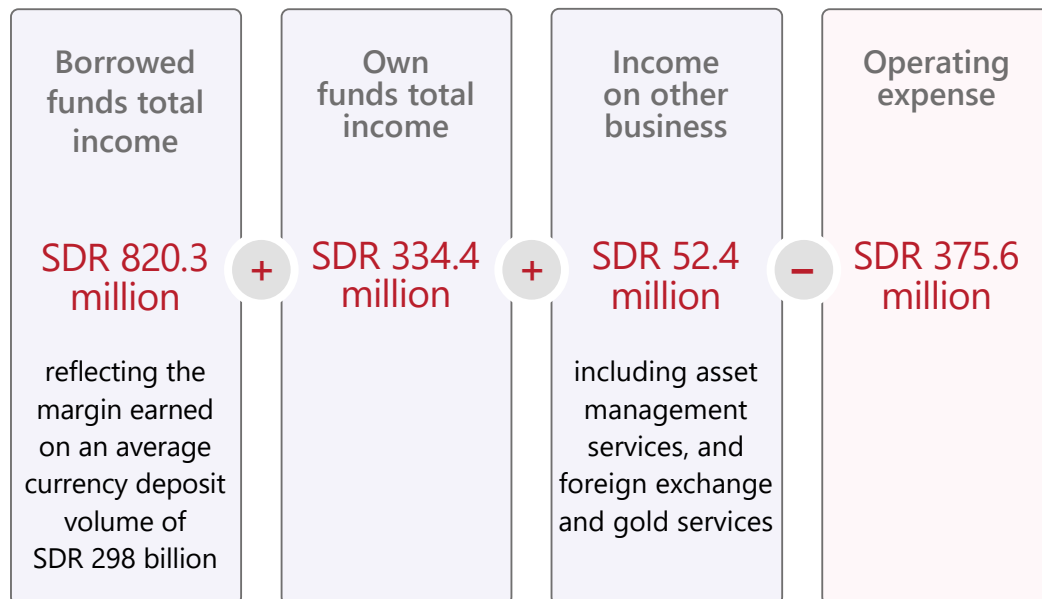 Borrowed
funds total
income
SDR 820.3
million
reflecting the
margin earned
on an average
currency deposit
volume of
SDR 298 billion
+
Own
funds total
income
SDR 334.4
million
+
Income
on other
business
SDR 52.4
million
including asset
management
services, and
foreign exchange
and gold services
−
Operating
expense
SDR 375.6
million